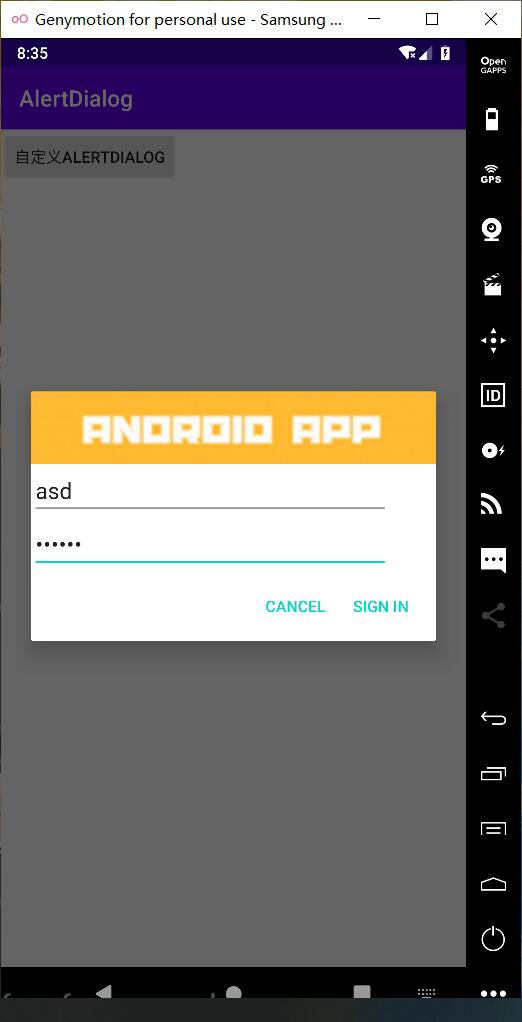 Genymotion for personal use - Samsung ...
8:35
Open
GAPPS
AlertDialog
自定义ALERTDIALOG
GPS
ID
ANDROID APP
asd
••••••
CANCEL
SIGN IN